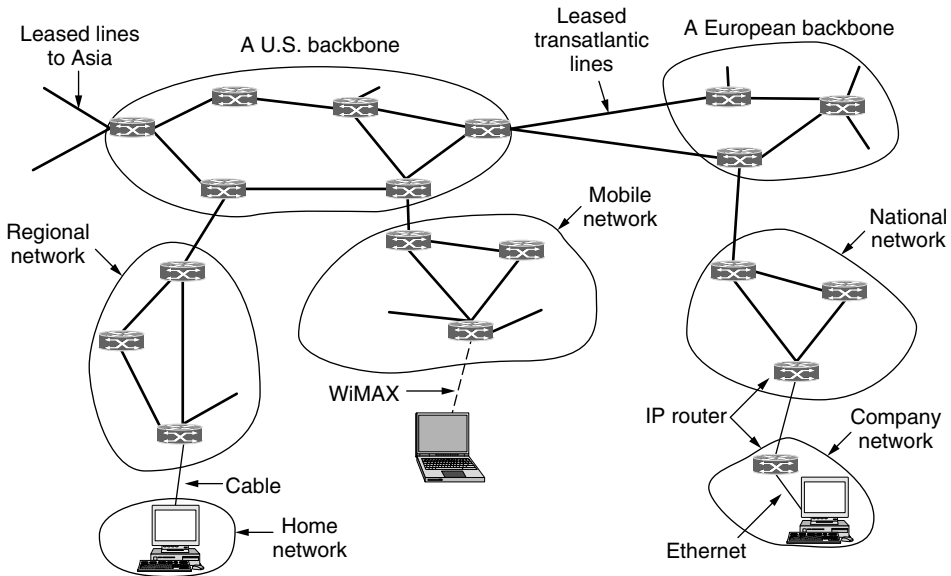 Leased lines
to Asia
A U.S. backbone
Leased
transatlantic
lines
A European backbone
Regional
network
Mobile
network
National
network
WiMAX
IP router
Company
network
Cable
Home
network
Ethernet